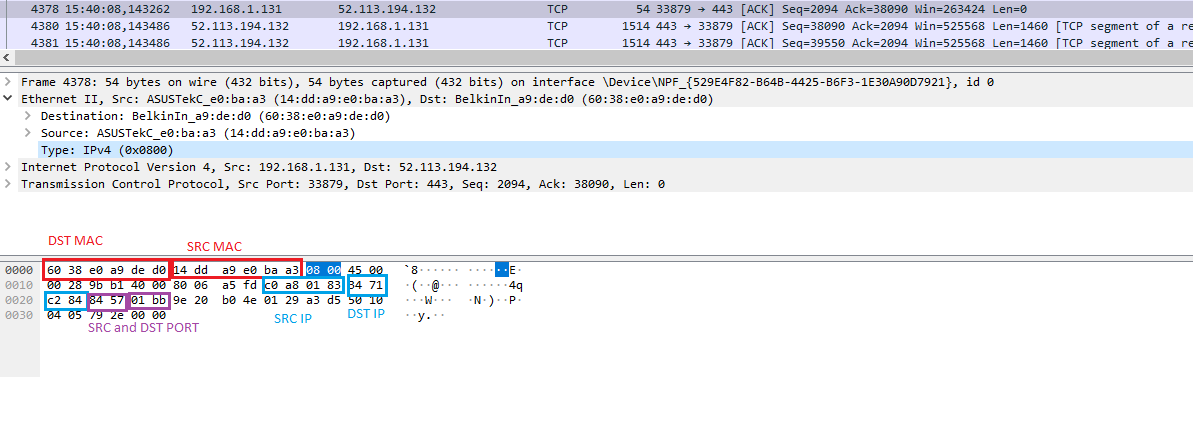 4378 15:40:08,143262 192.168.1.131 52.113.194.132 TCP 54 33879 → 443 [ACK] Seq=2094 Ack=38090 Win=263424 Len=0
4380 15:40:08,143486 52.113.194.132 192.168.1.131 TCP 1514 443 → 33879 [ACK] Seq=38090 Ack=2094 Win=525568 Len=1460 [TCP segment of a re
4381 15:40:08,143486 52.113.194.132 192.168.1.131 TCP 1514 443 → 33879 [ACK] Seq=39550 Ack=2094 Win=525568 Len=1460 [TCP segment of a re
Frame 4378: 54 bytes on wire (432 bits), 54 bytes captured (432 bits) on interface \Device\NPF_{529E4F82-B64B-4425-B6F3-1E30A90D7921}, id 0
Ethernet II, Src: ASUSTekC_e0:ba:a3 (14:dd:a9:e0:ba:a3), Dst: BelkinIn_a9:de:d0 (60:38:e0:a9:de:d0)
Destination: BelkinIn_a9:de:d0 (60:38:e0:a9:de:d0)
Source: ASUSTekC_e0:ba:a3 (14:dd:a9:e0:ba:a3)
Type: IPv4 (0x0800)
Internet Protocol Version 4, Src: 192.168.1.131, Dst: 52.113.194.132
Transmission Control Protocol, Src Port: 33879, Dst Port: 443, Seq: 2094, Ack: 38090, Len: 0
DST MAC
SRC MAC
0000 60 38 e0 a9 de d0 14 dd a9 e0 ba a3 08 00 45 00 `8······ ······E·
0010 00 28 9b b1 40 00 80 06 a5 fd c0 a8 01 83 34 71 ·(··@··· ······4q
0020 c2 84 84 57 01 bb 9e 20 b0 4e 01 29 a3 d5 50 10 ···W··· ·N·)··P·
0030 04 05 79 2e 00 00 ··y.··
SRC IP
DST IP
SRC and DST PORT